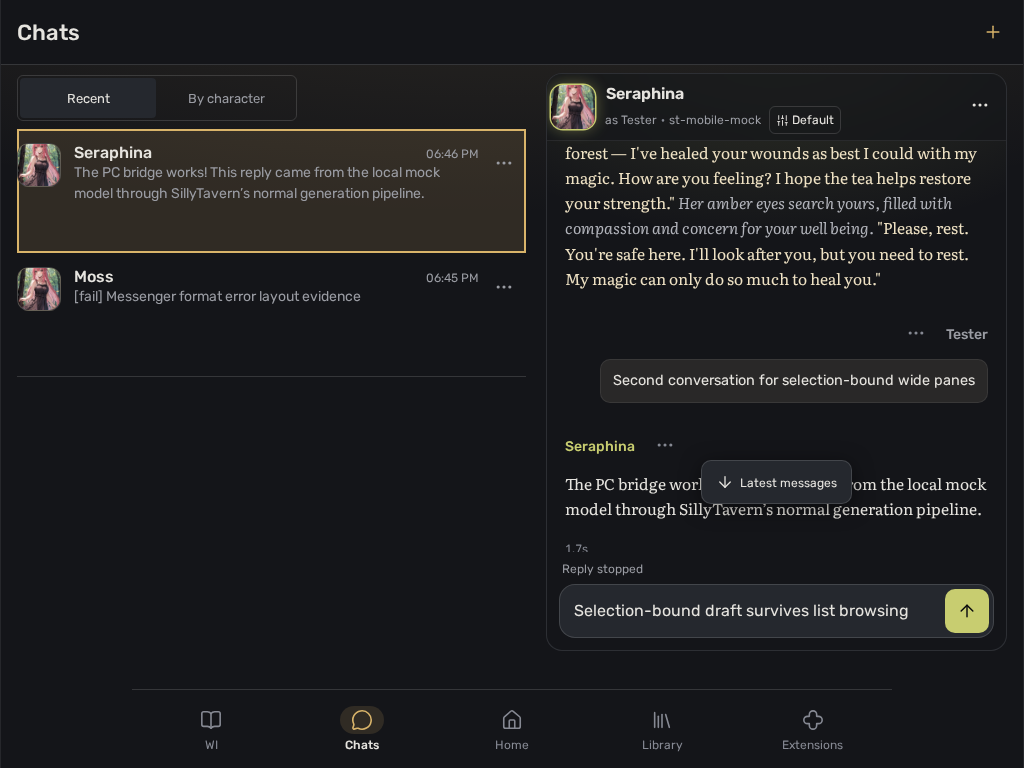 Chats
Recent
By character
Seraphina
06:46 PM
The PC bridge works! This reply came from the local mock
model through SillyTavern's normal generation pipeline.
Moss
06:45 PM
[fail] Messenger format error layout evidence
Seraphina
as Tester • st-mobile-mock
Default
forest — I've healed your wounds as best I could with my
magic. How are you feeling? I hope the tea helps restore
your strength." Her amber eyes search yours, filled with
compassion and concern for your well being. "Please, rest.
You're safe here. I'll look after you, but you need to rest.
My magic can only do so much to heal you."
Tester
Second conversation for selection-bound wide panes
Seraphina
Latest messages
The PC bridge om the local mock
model through SillyTavern's normal generation pipeline.
1.7s
Reply stopped
Selection-bound draft survives list browsing
WI
Chats
Home
Library
Extensions